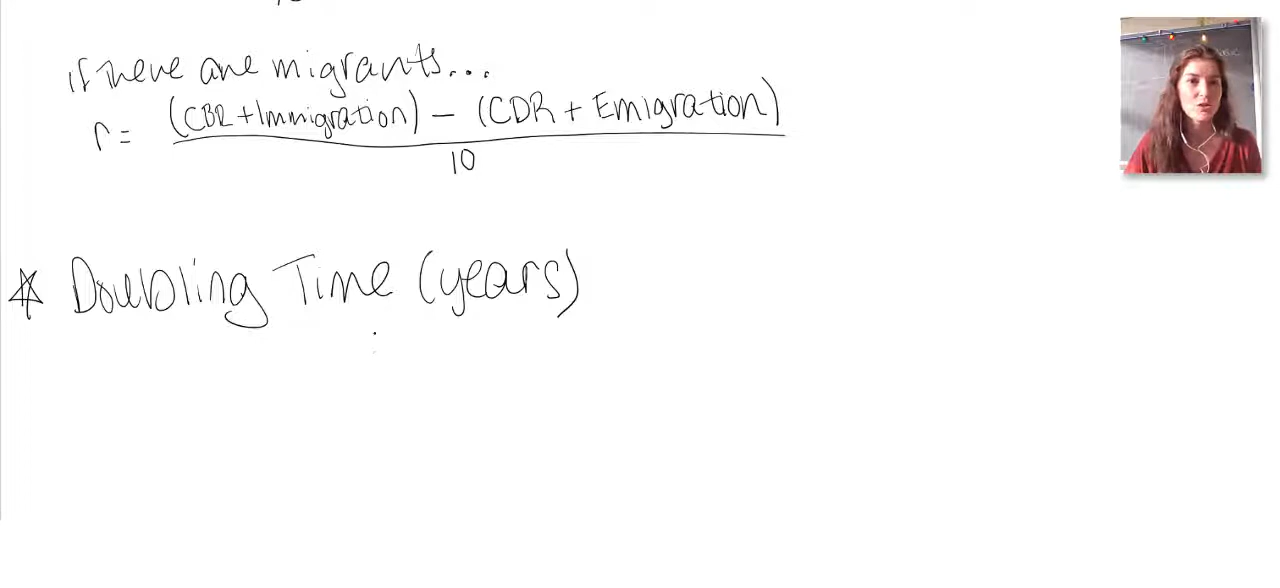 If there are migrants...
r = (CBR + Immigration) - (CDR + Emigration)
10
* Doubling Time (years)